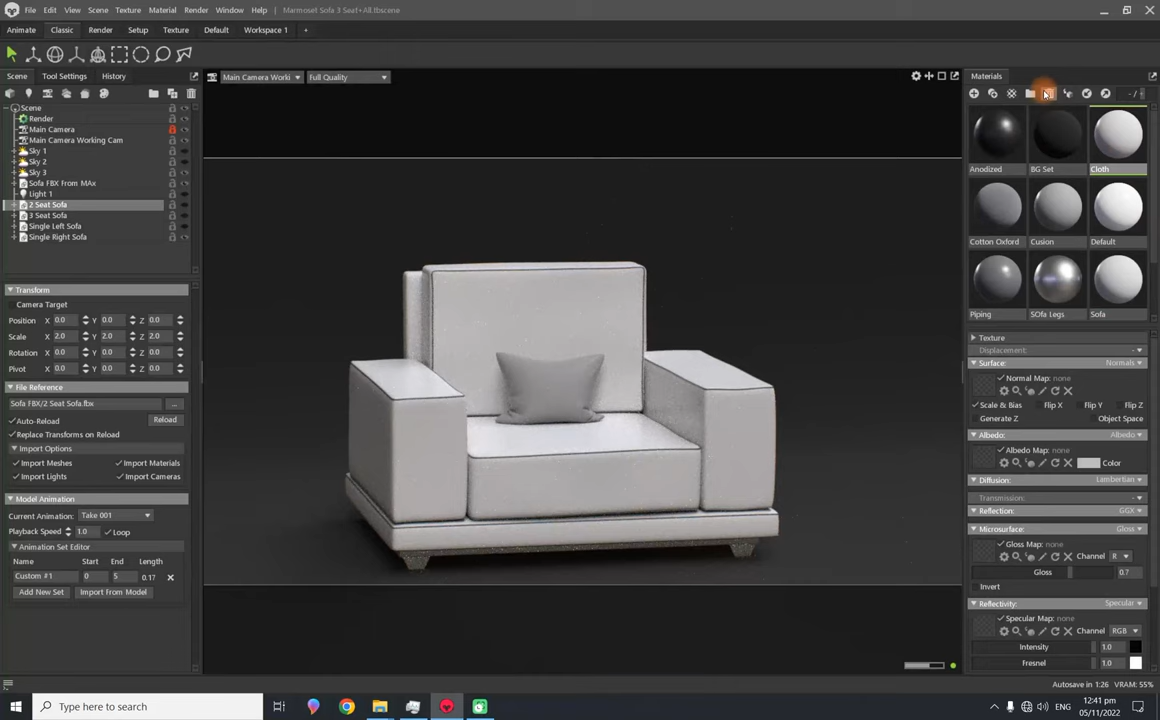 File Edit View Scene Texture Material Render Window Help Marmoset Sofa 3 Seat+All.tbscene
Animate Classic Render Setup Texture Default Workspace 1 +
Scene Tool Settings History
Main Camera Worki
Full Quality
Materials
- /
Scene
Render
Main Camera
Main Camera Working Cam
Sky 1
Sky 2
Sky 3
Sofa FBX From MAx
Light 1
2 Seat Sofa
3 Seat Sofa
Single Left Sofa
Single Right Sofa
Transform
Camera Target
Position X 0.0 Y 0.0 Z 0.0
Scale X 2.0 Y 2.0 Z 2.0
Rotation X 0.0 Y 0.0 Z 0.0
Pivot X 0.0 Y 0.0 Z 0.0
File Reference
Sofa FBX/2 Seat Sofa.fbx ...
Auto-Reload Reload
Replace Transforms on Reload
Import Options
Import Meshes Import Materials
Import Lights Import Cameras
Model Animation
Current Animation: Take 001
Playback Speed 1.0 Loop
Animation Set Editor
Name Start End Length
Custom #1 0 5 0.17
Add New Set Import From Model
Anodized BG Set Cloth
Cotton Oxford Cusion Default
Piping SOfa Legs Sofa
Texture
Displacement: -
Surface: Normals
Normal Map: none
Scale & Bias Flip X Flip Y Flip Z
Generate Z Object Space
Albedo: Albedo
Albedo Map: none
Color
Diffusion: Lambertian
Transmission: -
Reflection: GGX
Microsurface: Gloss
Gloss Map: none
Channel R
Gloss 0.7
Invert
Reflectivity: Specular
Specular Map: none
Channel RGB
Intensity 1.0
Fresnel 1.0
Autosave in 1:26 VRAM: 55%
Type here to search
ENG
12:41 pm
05/11/2022